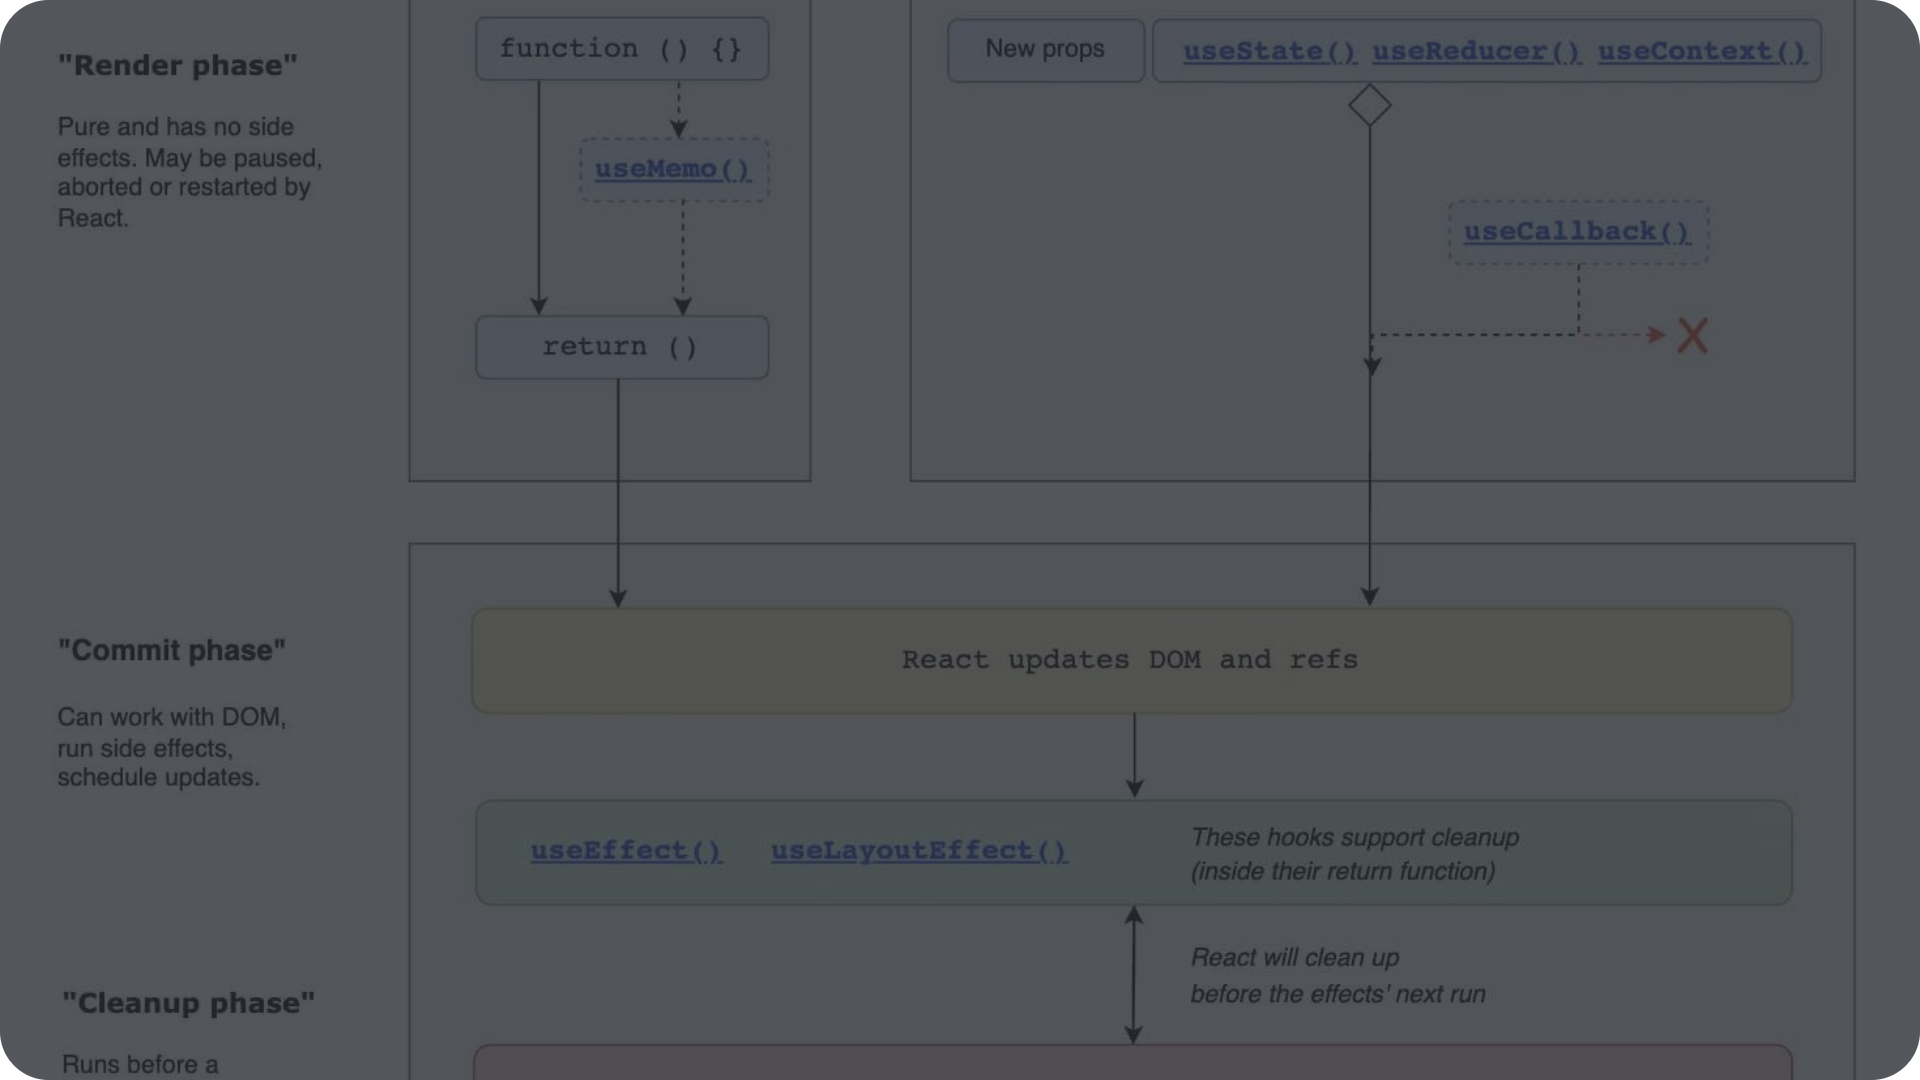 "Render phase"
Pure and has no side
effects. May be paused,
aborted or restarted by
React.
function () {}
useMemo()
return ()
New props
useState() useReducer() useContext()
useCallback()
X
"Commit phase"
Can work with DOM,
run side effects,
schedule updates.
React updates DOM and refs
useEffect() useLayoutEffect()
These hooks support cleanup
(inside their return function)
React will clean up
before the effects' next run
"Cleanup phase"
Runs before a